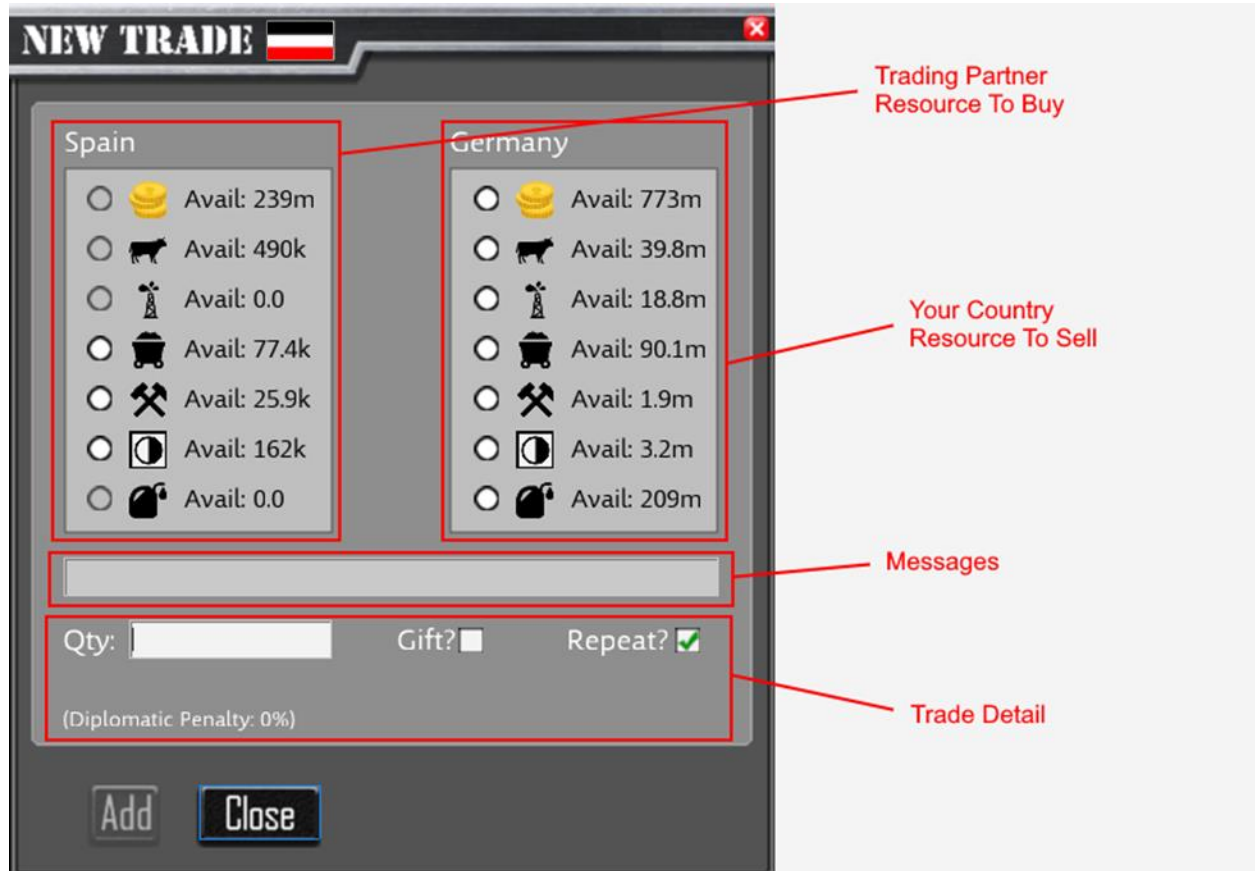 NEW TRADE
Trading Partner
Resource To Buy
Spain
Avail: 239m
Avail: 490k
Avail: 0.0
Avail: 77.4k
Avail: 25.9k
Avail: 162k
Avail: 0.0
Germany
Avail: 773m
Avail: 39.8m
Avail: 18.8m
Avail: 90.1m
Avail: 1.9m
Avail: 3.2m
Avail: 209m
Your Country
Resource To Sell
Messages
Qty: Gift? Repeat?
(Diplomatic Penalty: 0%)
Trade Detail
Add Close